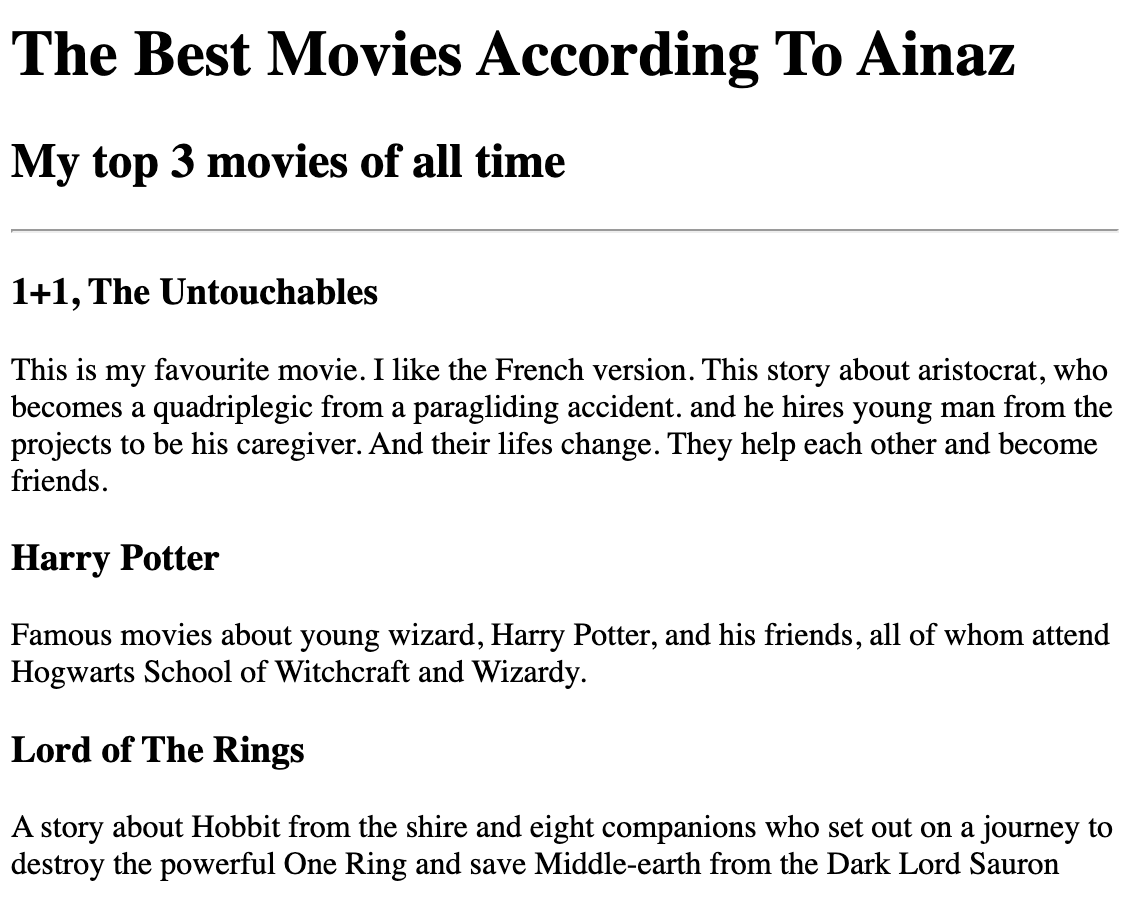 The Best Movies According To Ainaz
My top 3 movies of all time
1+1, The Untouchables
This is my favourite movie. I like the French version. This story about aristocrat, who
becomes a quadriplegic from a paragliding accident. and he hires young man from the
projects to be his caregiver. And their lifes change. They help each other and become
friends.
Harry Potter
Famous movies about young wizard, Harry Potter, and his friends, all of whom attend
Hogwarts School of Witchcraft and Wizardy.
Lord of The Rings
A story about Hobbit from the shire and eight companions who set out on a journey to
destroy the powerful One Ring and save Middle-earth from the Dark Lord Sauron